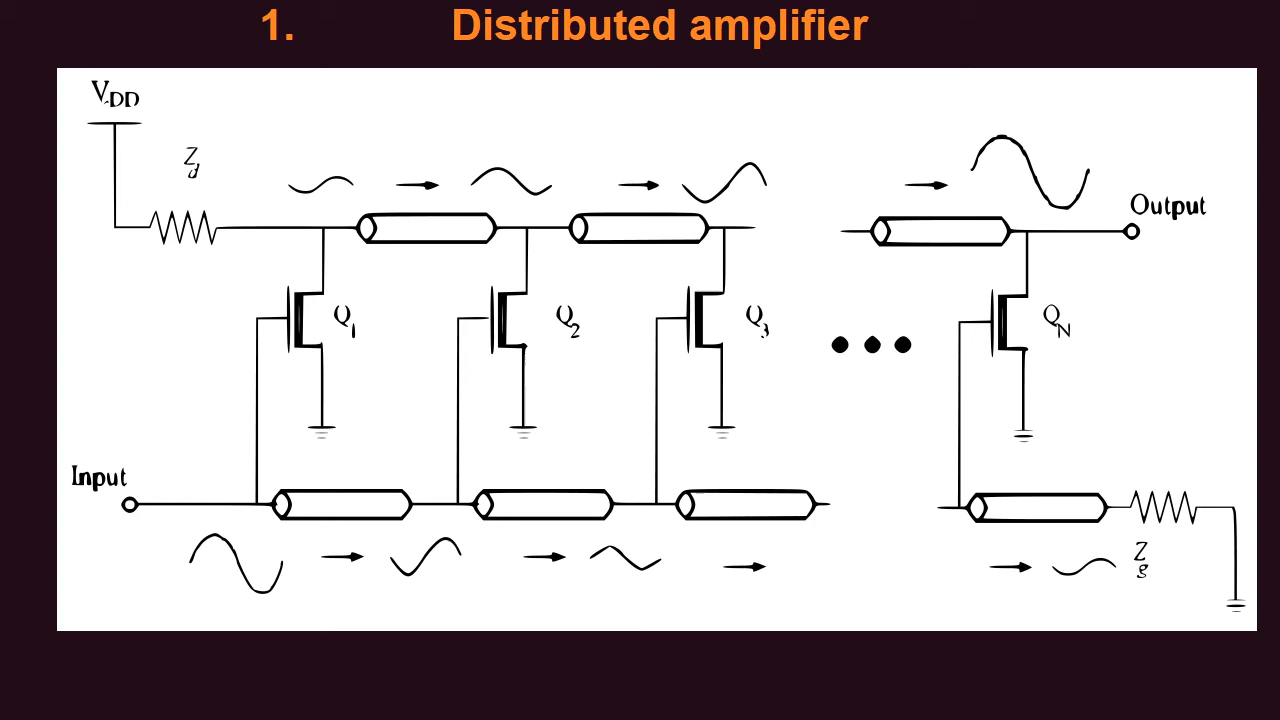 1. Distributed amplifier
VDD
Zd
Output
Q1
Q2
Q3
QN
Input
Zg